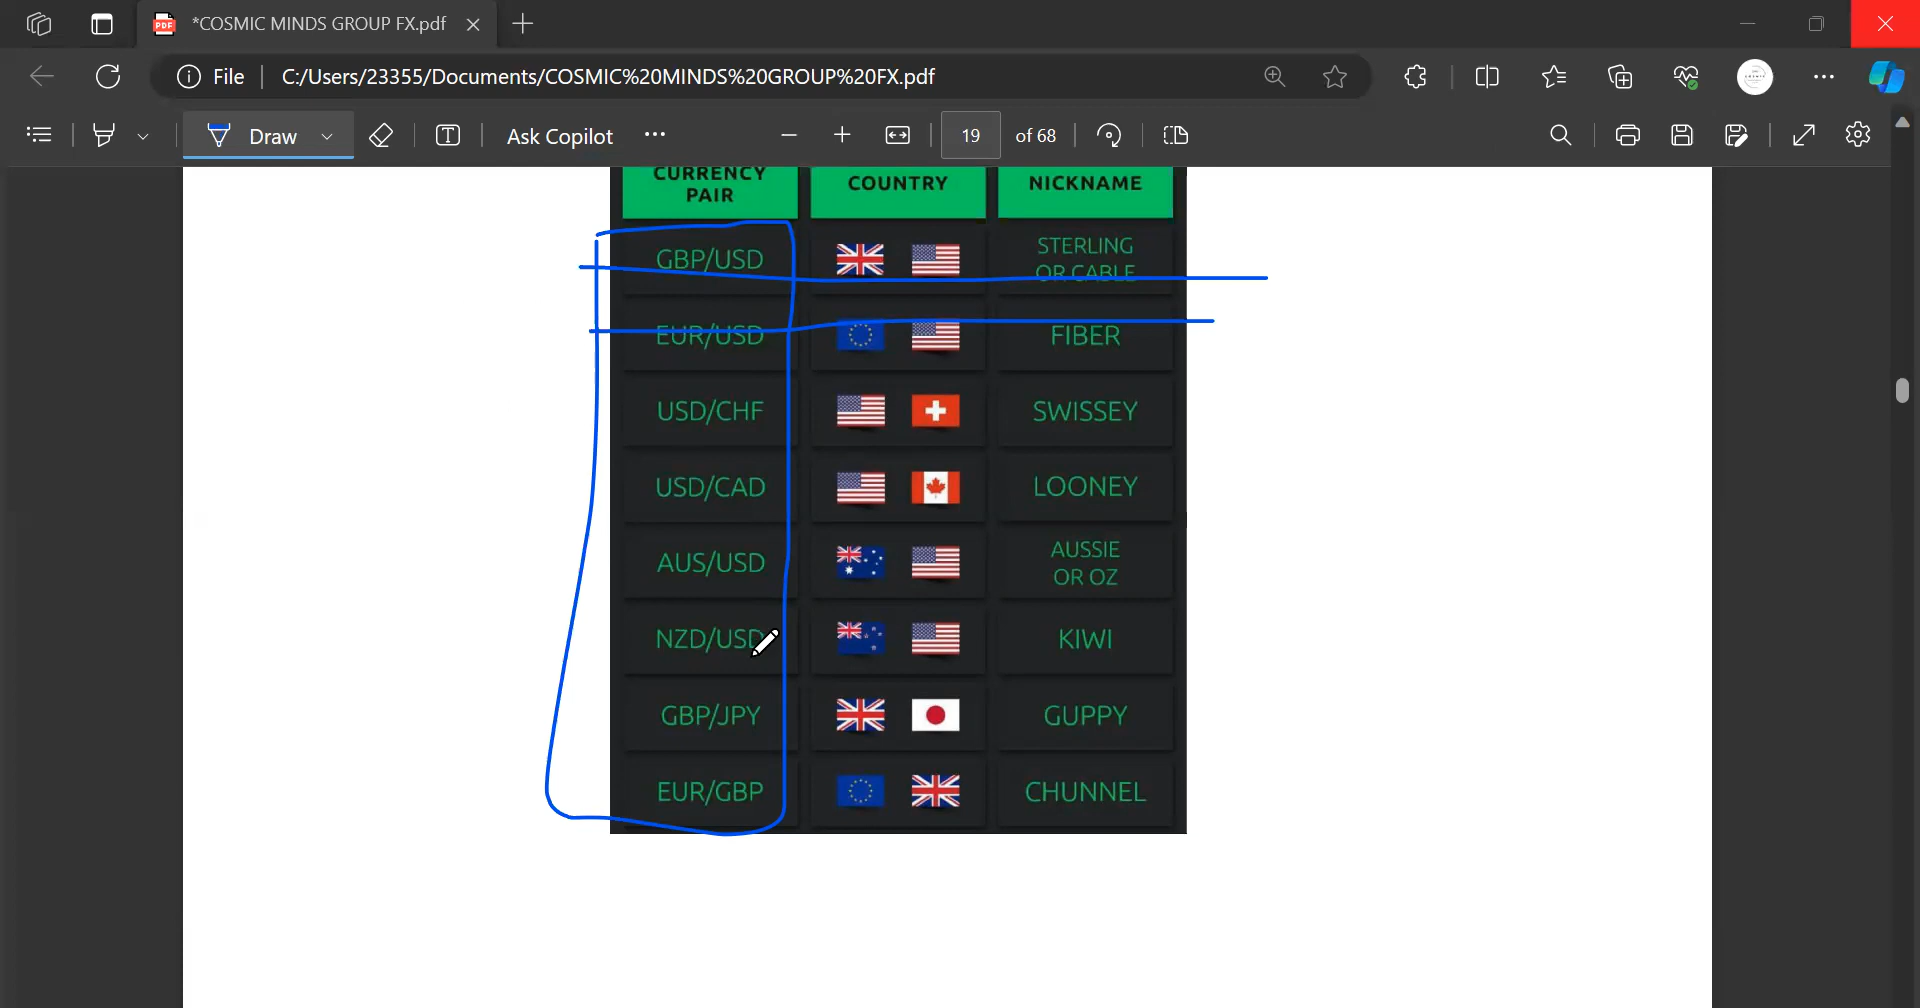 *COSMIC MINDS GROUP FX.pdf
File C:/Users/23355/Documents/COSMIC%20MINDS%20GROUP%20FX.pdf
Draw Ask Copilot 19 of 68
CURRENCY PAIR COUNTRY NICKNAME
GBP/USD STERLING OR CABLE
EUR/USD FIBER
USD/CHF SWISSEY
USD/CAD LOONEY
AUS/USD AUSSIE OR OZ
NZD/USD KIWI
GBP/JPY GUPPY
EUR/GBP CHUNNEL